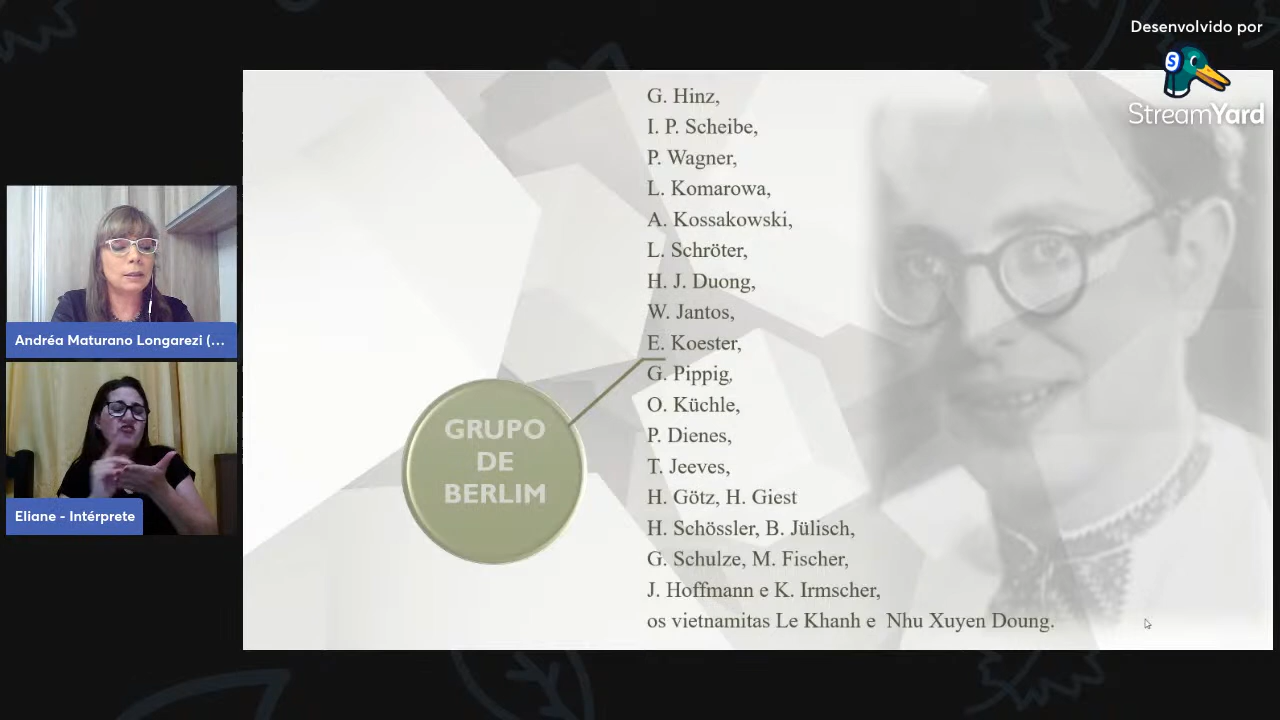 Desenvolvido por
StreamYard
G. Hinz,
I. P. Scheibe,
P. Wagner,
L. Komarowa,
A. Kossakowski,
L. Schröter,
H. J. Duong,
W. Jantos,
E. Koester,
G. Pippig,
O. Küchle,
P. Dienes,
T. Jeeves,
H. Götz, H. Giest
H. Schössler, B. Jülisch,
G. Schulze, M. Fischer,
J. Hoffmann e K. Irmscher,
os vietnamitas Le Khanh e Nhu Xuyen Doung.
GRUPO
DE
BERLIM
Andréa Maturano Longarezi (...
Eliane - Intérprete